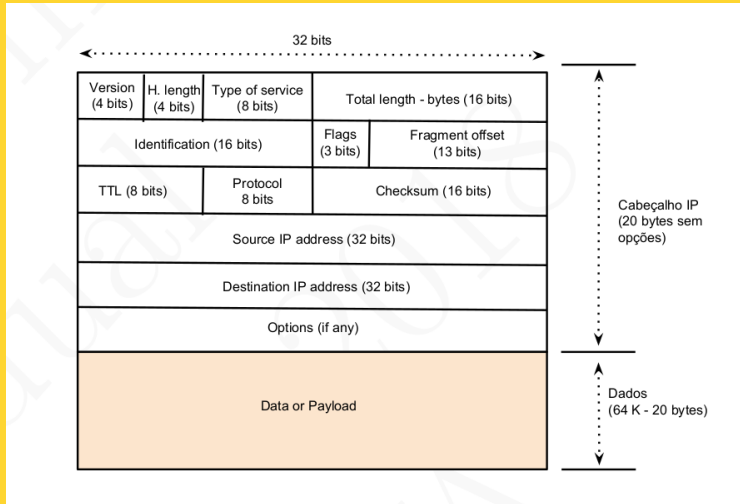 32 bits
Version
(4 bits)
H. length
(4 bits)
Type of service
(8 bits)
Total length - bytes (16 bits)
Identification (16 bits)
Flags
(3 bits)
Fragment offset
(13 bits)
TTL (8 bits)
Protocol
8 bits
Checksum (16 bits)
Source IP address (32 bits)
Destination IP address (32 bits)
Options (if any)
Cabeçalho IP
(20 bytes sem
opções)
Data or Payload
Dados
(64 K - 20 bytes)
2018